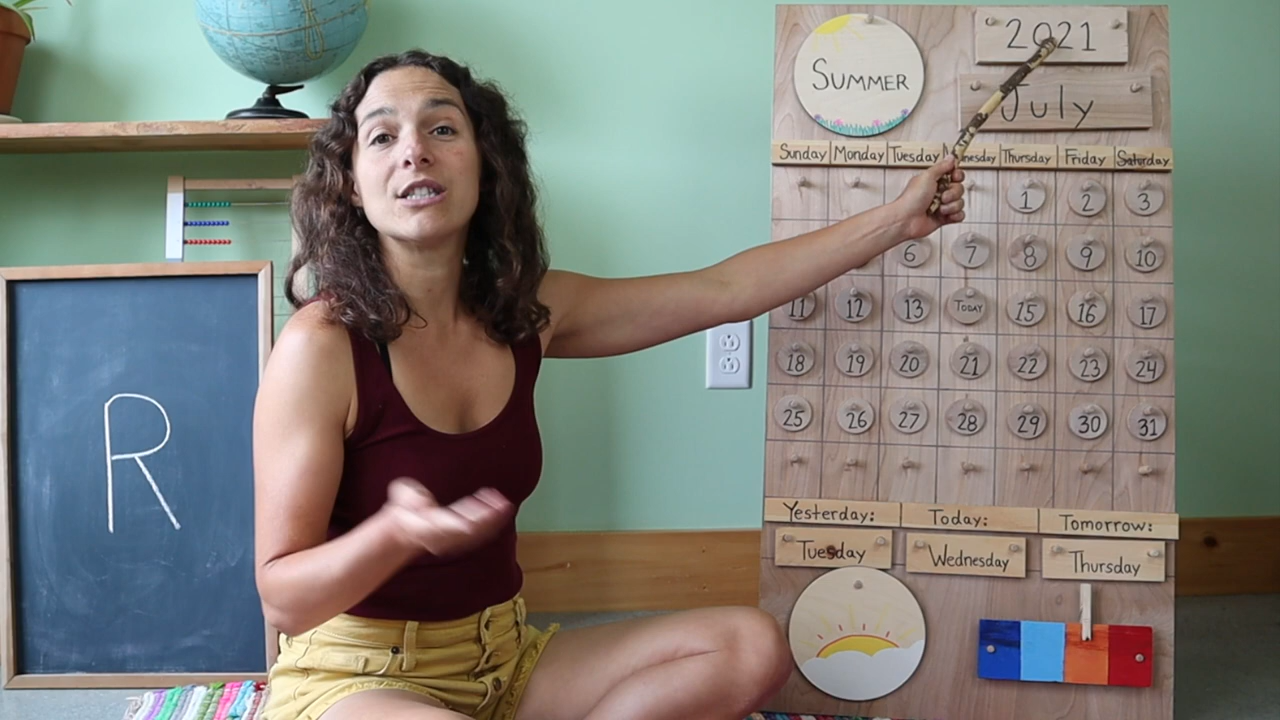 SUMMER
2021
July
Sunday Monday Tuesday Thursday Friday Saturday
1 2 3
6 7 8 9 10
11 12 13 TODAY 15 16 17
18 19 20 21 22 23 24
25 26 27 28 29 30 31
R
Yesterday: Today: Tomorrow:
Tuesday Wednesday Thursday